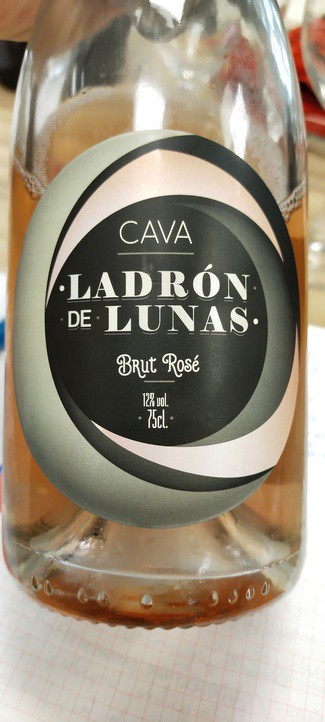 CAVA
·LADRÓN
DE LUNAS·
Brut Rosé
12% vol.
·75cl.·